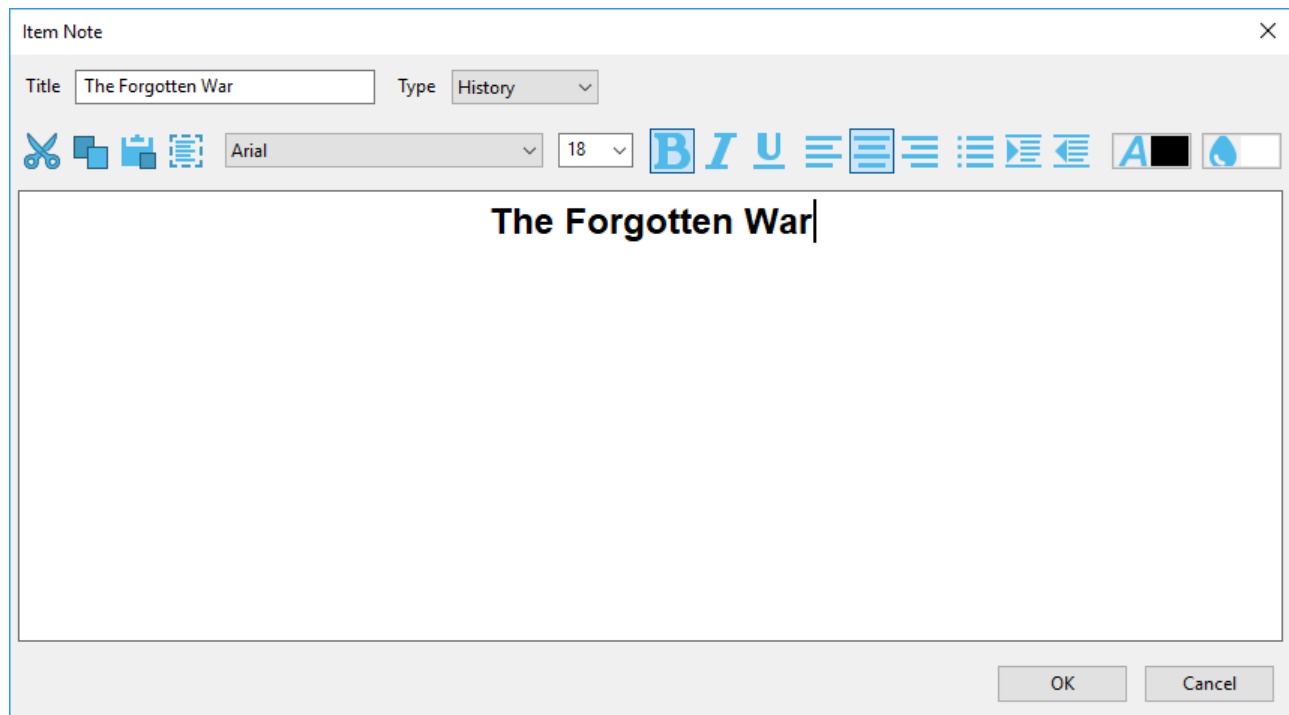 Item Note
Title The Forgotten War Type History
Arial 18 B I U A
The Forgotten War
OK Cancel